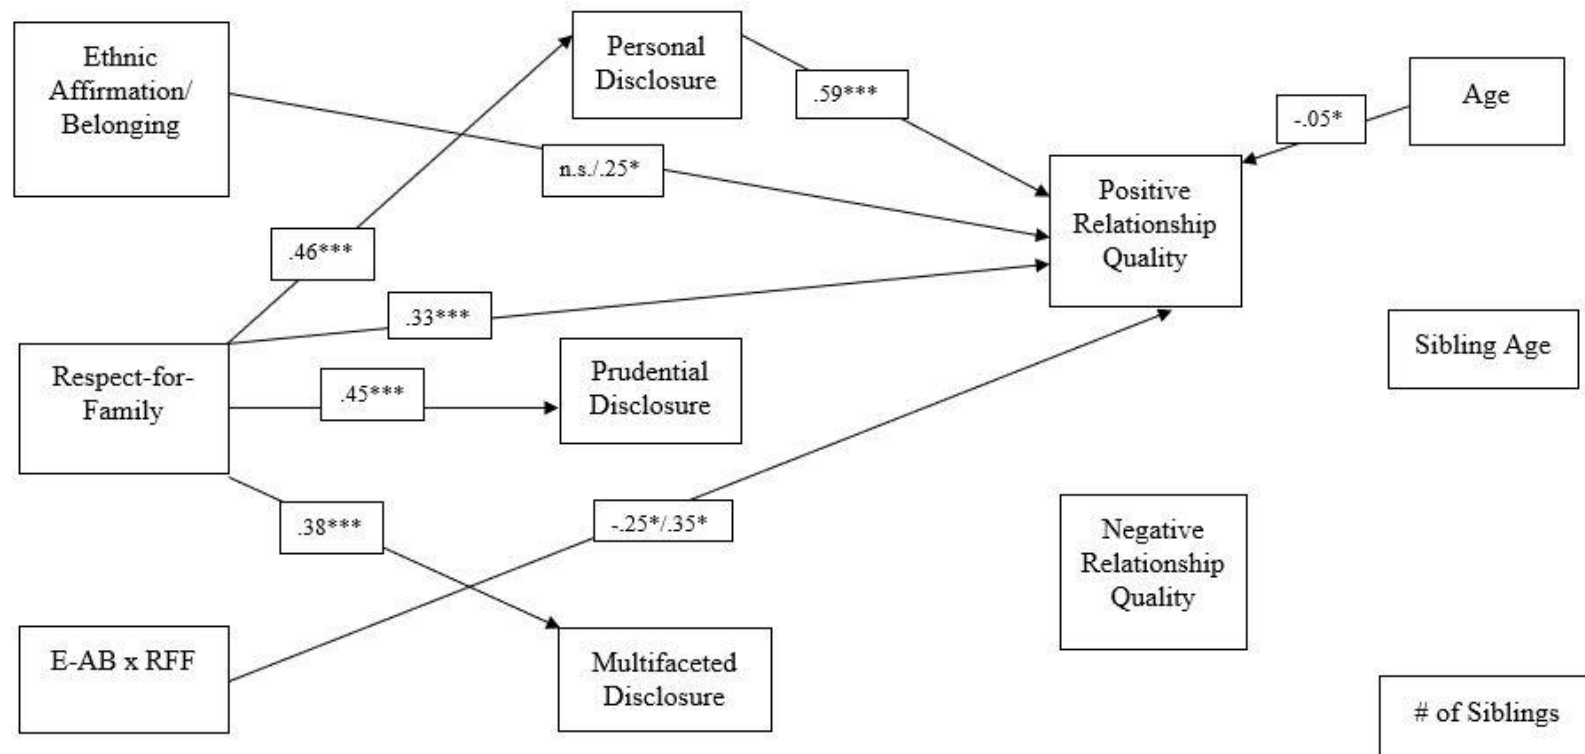 Ethnic
Affirmation/
Belonging
Personal
Disclosure
.59***
Age
-.05*
n.s./.25*
Positive
Relationship
Quality
.46***
.33***
Respect-for-
Family
.45***
Prudential
Disclosure
Sibling Age
.38***
-.25*/.35*
Negative
Relationship
Quality
E-AB x RFF
Multifaceted
Disclosure
# of Siblings